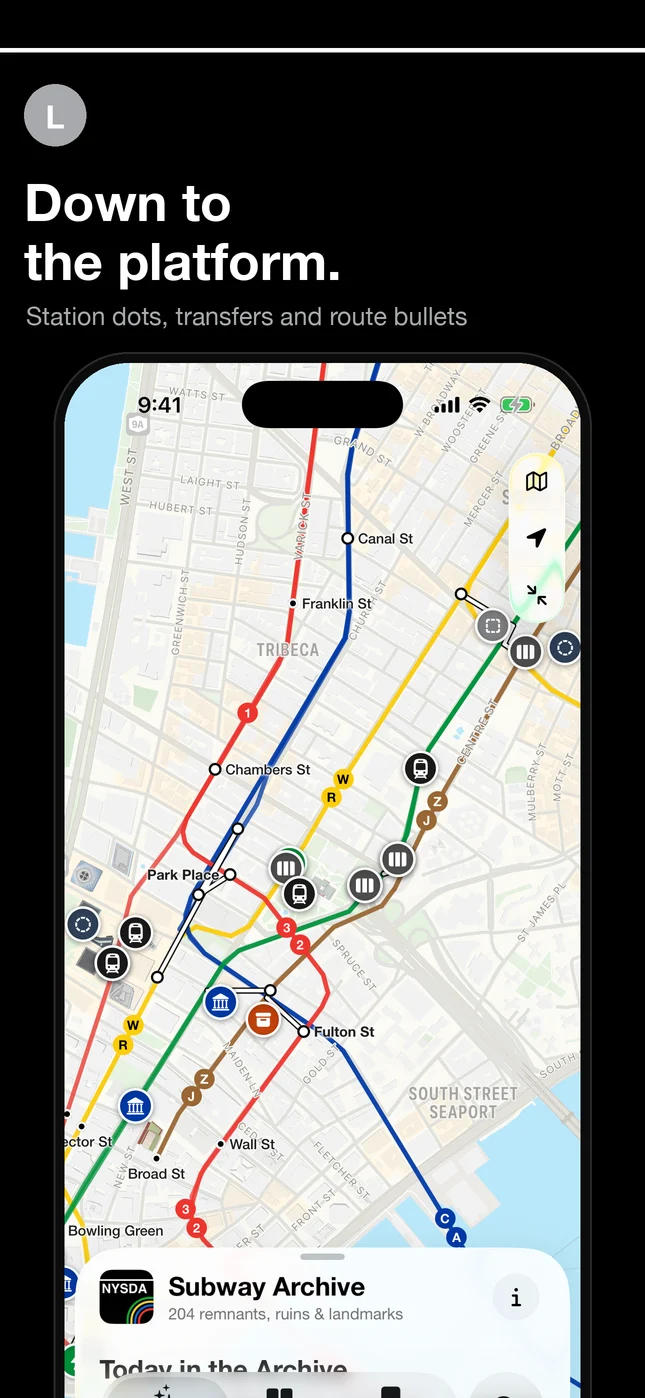 L
Down to
the platform.
Station dots, transfers and route bullets
9:41
WATTS ST
9A
WEST ST
GRAND ST
W BROADWAY
WOOSTER ST
GREENE ST
BROAD
LAIGHT ST
HUBERT ST
HUDSON ST
VARICK ST
MERCER ST
S
Canal St
GREENWICH ST
Franklin St
CHURCH ST
TRIBECA
1
CENTRE ST
Chambers St
W
R
Z
J
MULBERRY ST
MOTT ST
Park Place
3
2
ST JAMES PL
SPRUCE ST
W
R
Fulton St
MAIDEN LN
GOLD ST
SOUTH
Z
J
SOUTH STREET
SEAPORT
ector St
Wall St
NEW ST
Broad St
FLETCHER ST
FRONT ST
3
2
C
A
Bowling Green
NYSDA
Subway Archive
204 remnants, ruins & landmarks
i
Today in the Archive